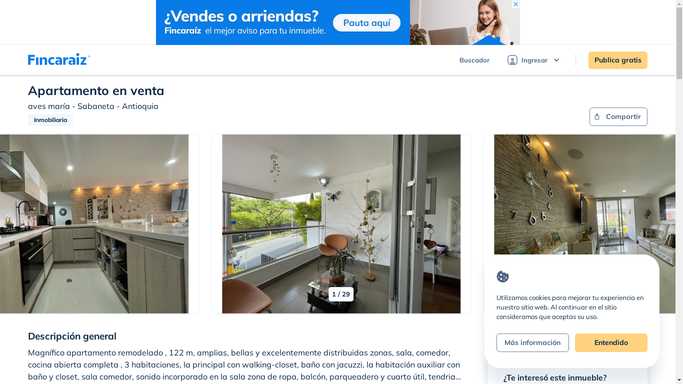 ¿Vendes o arriendas?
Fincaraíz el mejor aviso para tu inmueble.
Pauta aquí
Fincaraíz
Buscador
Ingresar
Publica gratis
Apartamento en venta
aves maría - Sabaneta - Antioquia
Inmobiliaria
Compartir
1 / 29
Utilizamos cookies para mejorar tu experiencia en
nuestro sitio web. Al continuar en el sitio
consideramos que aceptas su uso.
Más información
Entendido
Descripción general
Magnífico apartamento remodelado , 122 m, amplias, bellas y excelentemente distribuidas zonas, sala, comedor,
cocina abierta completa , 3 habitaciones, la principal con walking-closet, baño con jacuzzi, la habitación auxiliar con
baño y closet, sala comedor, sonido incorporado en la sala zona de ropa, balcón, parqueadero y cuarto útil, tendria...
¿Te interesó este inmueble?